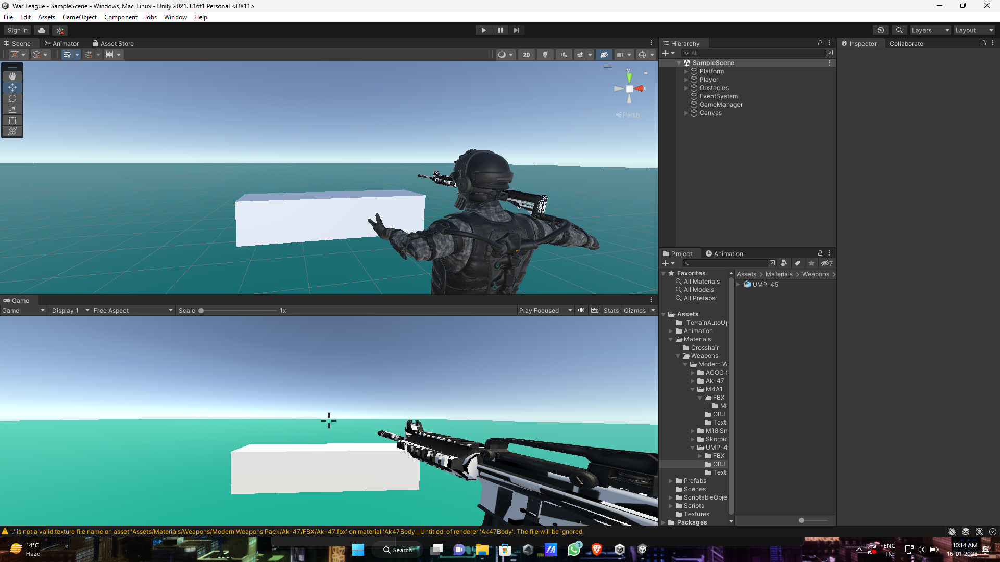 War League - SampleScene - Windows, Mac, Linux - Unity 2021.3.16f1 Personal <DX11>
File Edit Assets GameObject Component Jobs Window Help
Sign in
Layers
Layout
Scene Animator Asset Store
2D
y
x
Persp
Hierarchy
All
SampleScene
Platform
Player
Obstacles
EventSystem
GameManager
Canvas
Inspector Collaborate
Game
Game Display 1 Free Aspect Scale 1x Play Focused Stats Gizmos
Project Animation
7
Favorites
All Materials
All Models
All Prefabs
Assets
_TerrainAutoUp
Animation
Materials
Crosshair
Weapons
Modern W
ACOG S
Ak-47
M4A1
FBX
Ma
OBJ
Textu
M18 Sm
Skorpio
UMP-4
FBX
OBJ
Textu
Prefabs
Scenes
ScriptableObje
Scripts
Textures
Packages
Assets > Materials > Weapons >
UMP-45
'.' is not a valid texture file name on asset 'Assets/Materials/Weapons/Modern Weapons Pack/Ak-47/FBX/Ak-47.fbx' on material 'Ak47Body__Untitled' of renderer 'Ak47Body'. The file will be ignored.
14°C
Haze
Search
1
ENG
IN
10:14 AM
16-01-2023